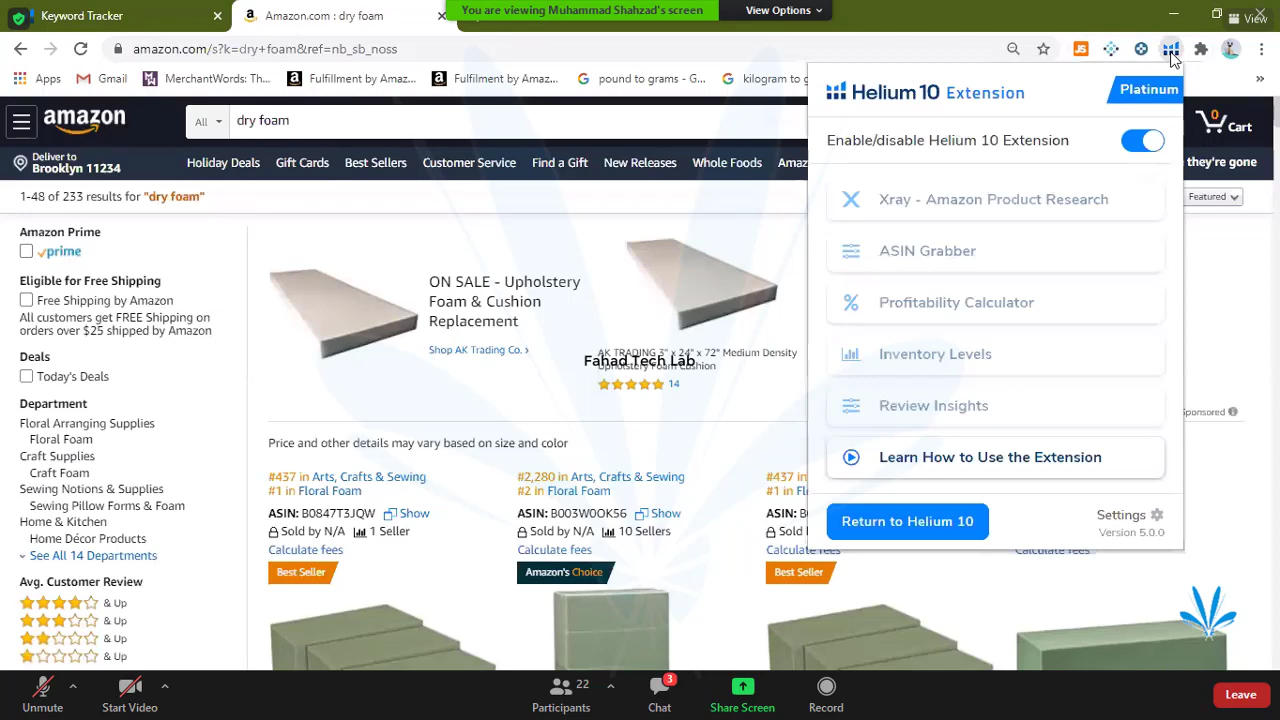 Keyword Tracker
Amazon.com : dry foam
You are viewing Muhammad Shahzad's screen
View Options
View
amazon.com/s?k=dry+foam&ref=nb_sb_noss
JS
Apps
Gmail
MerchantWords: Th...
Fulfillment by Amaz...
Fulfilment by Amaz...
pound to grams - G...
kilogram to g
»
amazon
All
dry foam
0
Cart
Deliver to
Brooklyn 11234
Holiday Deals
Gift Cards
Best Sellers
Customer Service
Find a Gift
New Releases
Whole Foods
Amaz
they're gone
1-48 of 233 results for "dry foam"
Featured
Helium 10 Extension
Platinum
Enable/disable Helium 10 Extension
Xray - Amazon Product Research
ASIN Grabber
Profitability Calculator
Inventory Levels
Review Insights
Learn How to Use the Extension
Return to Helium 10
Settings
Version 5.0.0
Amazon Prime
prime
Eligible for Free Shipping
Free Shipping by Amazon
All customers get FREE Shipping on
orders over $25 shipped by Amazon
Deals
Today's Deals
Department
Floral Arranging Supplies
Floral Foam
Craft Supplies
Craft Foam
Sewing Notions & Supplies
Sewing Pillow Forms & Foam
Home & Kitchen
Home Décor Products
See All 14 Departments
Avg. Customer Review
& Up
& Up
& Up
& Up
ON SALE - Upholstery
Foam & Cushion
Replacement
Shop AK Trading Co. ›
AK TRADING 3" x 24" x 72" Medium Density
Upholstery Foam Cushion
Fahad Tech Lab
14
Sponsored
Price and other details may vary based on size and color
#437 in Arts, Crafts & Sewing
#1 in Floral Foam
ASIN: B0847T3JQW
Show
Sold by N/A
1 Seller
Calculate fees
Best Seller
#2,280 in Arts, Crafts & Sewing
#2 in Floral Foam
ASIN: B003WOOK56
Show
Sold by N/A
10 Sellers
Calculate fees
Amazon's Choice
#437 in
#1 in Fl
ASIN: B0
Sold
Calculate fees
Best Seller
Calculate fees
Unmute
Start Video
22
Participants
3
Chat
Share Screen
Record
Leave